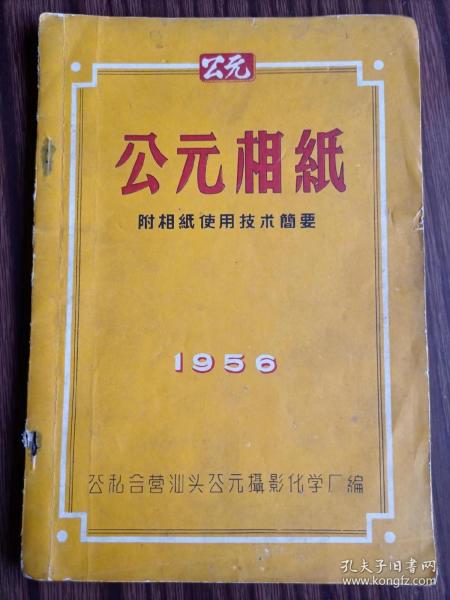 公元
公元相紙
附相紙使用技术簡要
1956
公私合营汕头公元攝影化学厂編
孔夫子旧书网
www.kongfz.com